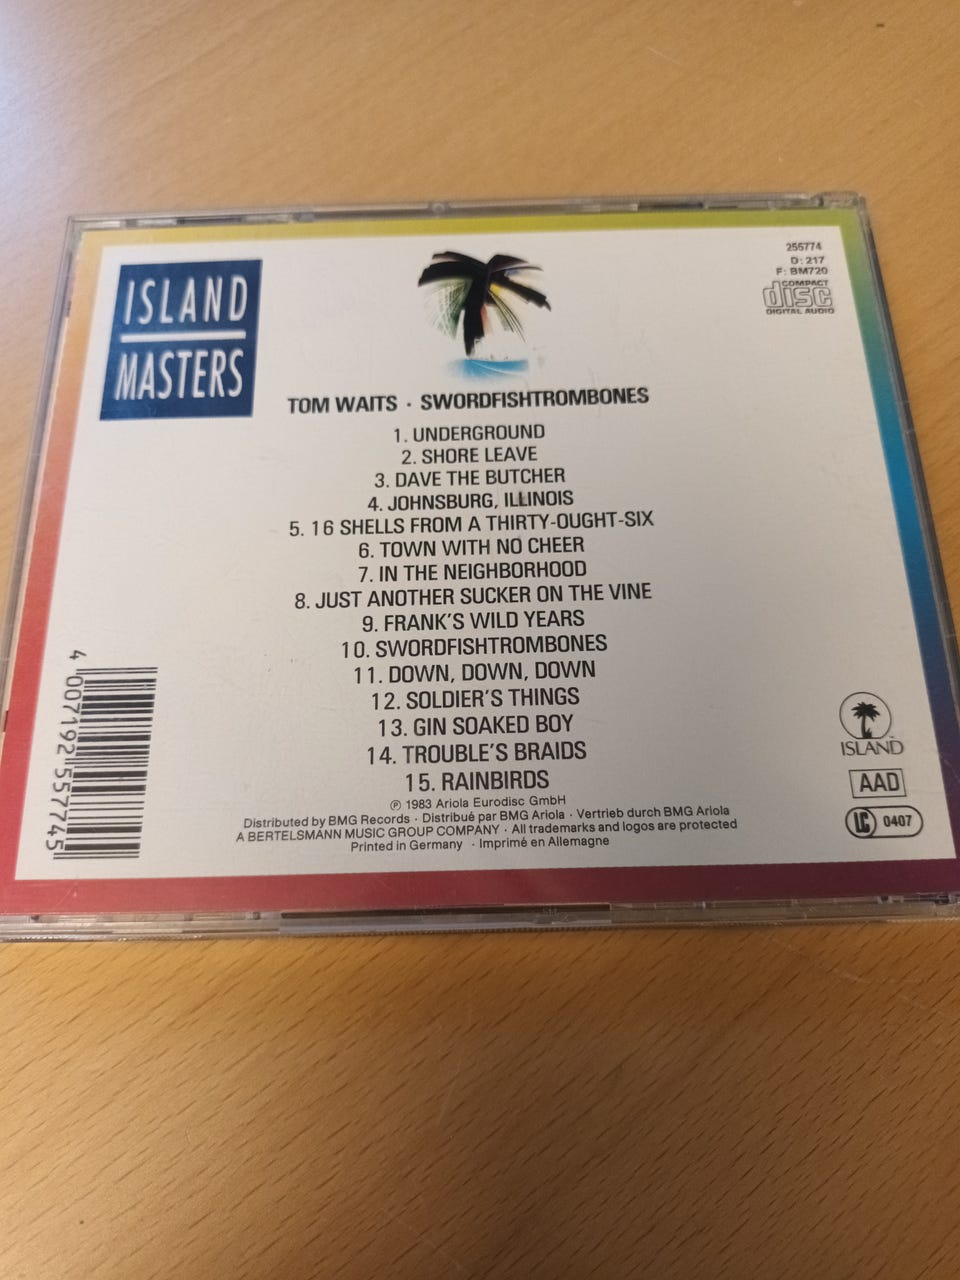 ISLAND
MASTERS
255774
D: 217
F: BM720
COMPACT
disc
DIGITAL AUDIO
TOM WAITS · SWORDFISHTROMBONES
1. UNDERGROUND
2. SHORE LEAVE
3. DAVE THE BUTCHER
4. JOHNSBURG, ILLINOIS
5. 16 SHELLS FROM A THIRTY-OUGHT-SIX
6. TOWN WITH NO CHEER
7. IN THE NEIGHBORHOOD
8. JUST ANOTHER SUCKER ON THE VINE
9. FRANK'S WILD YEARS
10. SWORDFISHTROMBONES
11. DOWN, DOWN, DOWN
12. SOLDIER'S THINGS
13. GIN SOAKED BOY
14. TROUBLE'S BRAIDS
15. RAINBIRDS
℗ 1983 Ariola Eurodisc GmbH
Distributed by BMG Records · Distribué par BMG Ariola · Vertrieb durch BMG Ariola
A BERTELSMANN MUSIC GROUP COMPANY · All trademarks and logos are protected
Printed in Germany · Imprimé en Allemagne
4 007192 557745
ISLAND
AAD
LC 0407